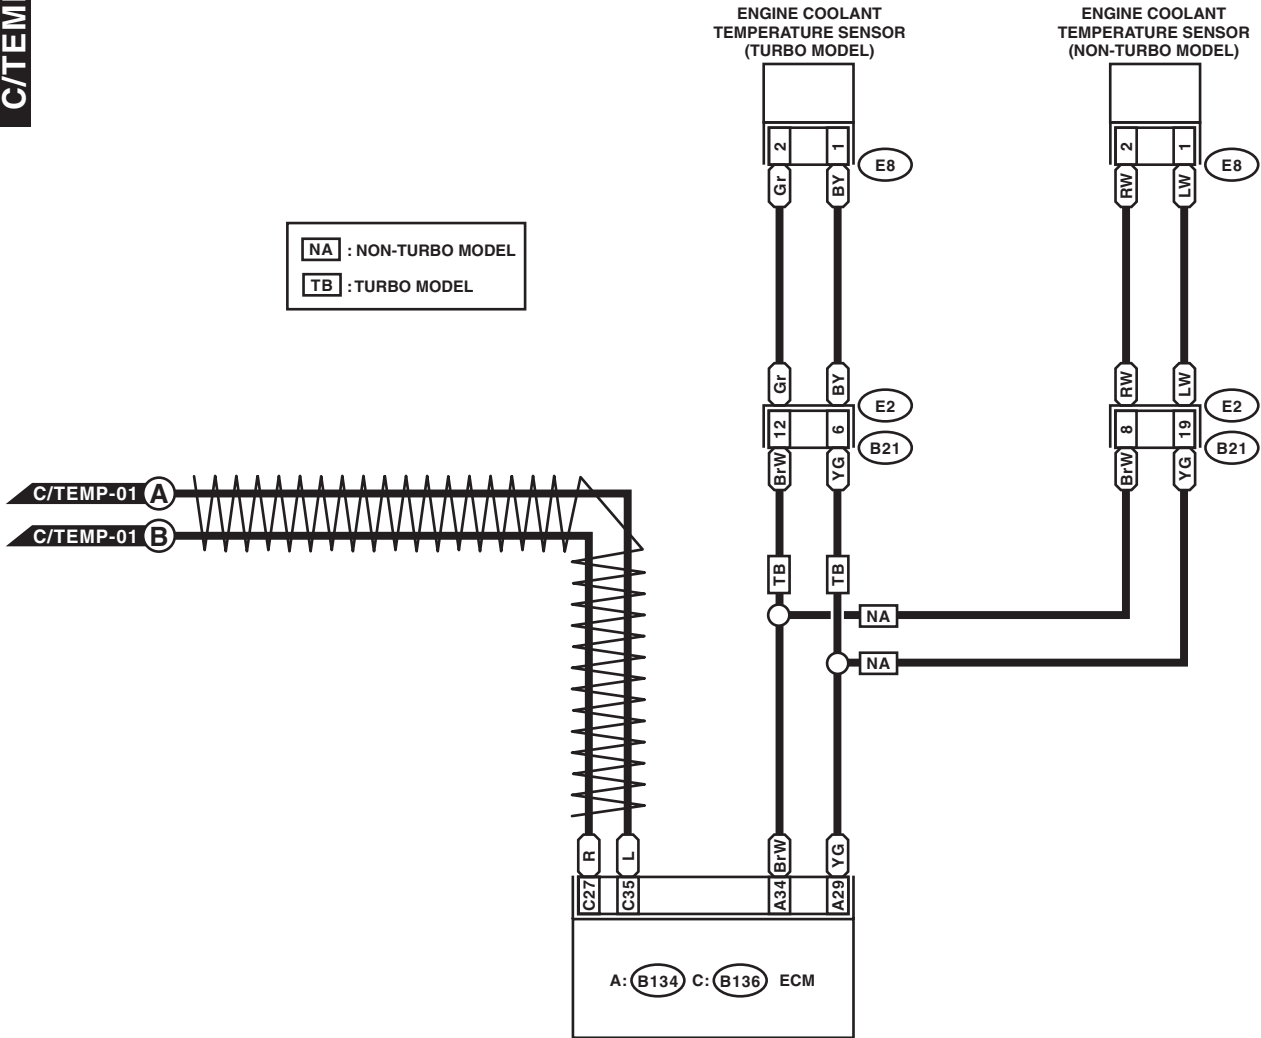 C/TEM
ENGINE COOLANT
TEMPERATURE SENSOR
(TURBO MODEL)
ENGINE COOLANT
TEMPERATURE SENSOR
(NON-TURBO MODEL)
2 1
E8
Gr BY
2 1
E8
RW LW
NA : NON-TURBO MODEL
TB : TURBO MODEL
Gr BY
E2
12 6
B21
BrW YG
RW LW
E2
8 19
B21
BrW YG
C/TEMP-01 A
C/TEMP-01 B
TB TB
NA
NA
R L BrW YG
C27 C35 A34 A29
A: B134 C: B136 ECM